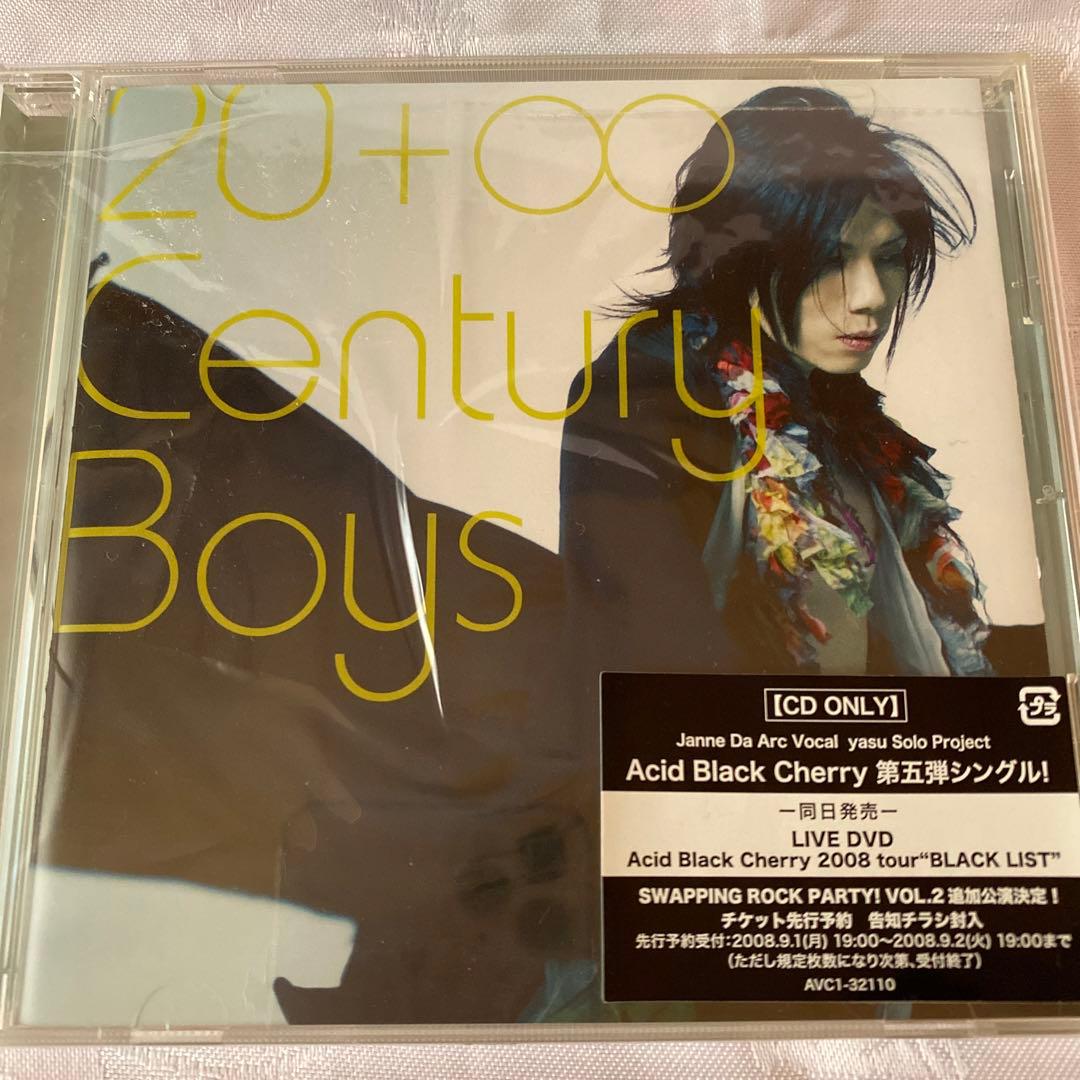 20+∞
Century
Boys
【CD ONLY】
プラ
Janne Da Arc Vocal yasu Solo Project
Acid Black Cherry 第五弾シングル!
ー同日発売ー
LIVE DVD
Acid Black Cherry 2008 tour“BLACK LIST”
SWAPPING ROCK PARTY! VOL.2 追加公演決定!
チケット先行予約 告知チラシ封入
先行予約受付:2008.9.1(月) 19:00〜2008.9.2(火) 19:00まで
(ただし規定枚数になり次第、受付終了)
AVC1-32110